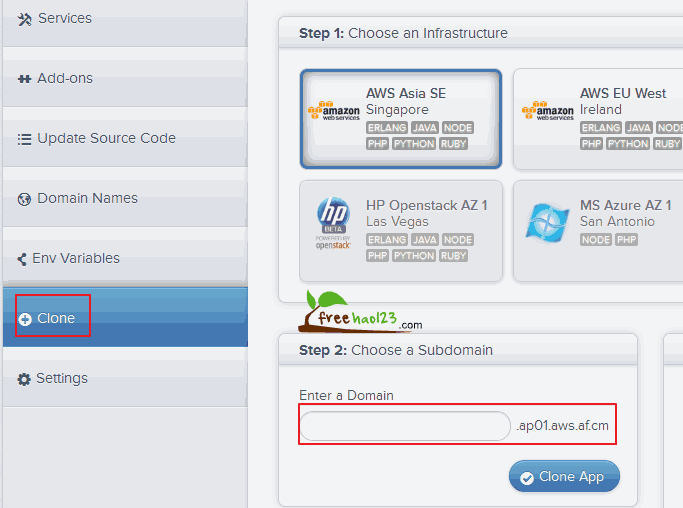 Services
Add-ons
Update Source Code
Domain Names
Env Variables
Clone
Settings
Step 1: Choose an Infrastructure
AWS Asia SE
Singapore
ERLANG JAVA NODE
PHP PYTHON RUBY
amazon
web services
AWS EU West
Ireland
ERLANG JAVA NODE
PHP PYTHON RUBY
amazon
web services
HP Openstack AZ 1
Las Vegas
ERLANG JAVA NODE
PHP PYTHON RUBY
hp
BETA
POWERED BY
openstack
MS Azure AZ 1
San Antonio
NODE PHP
freehao123.com
Step 2: Choose a Subdomain
Enter a Domain
.ap01.aws.af.cm
Clone App